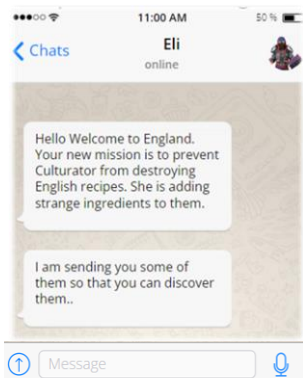 11:00 AM
50 %
Chats
Eli
online
Hello Welcome to England.
Your new mission is to prevent
Culturator from destroying
English recipes. She is adding
strange ingredients to them.
I am sending you some of
them so that you can discover
them..
Message